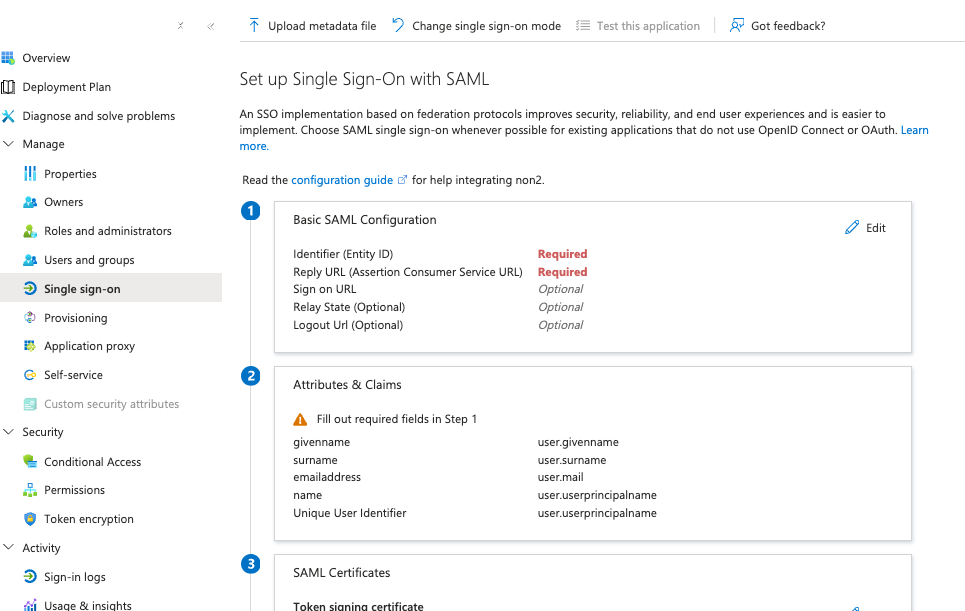 Upload metadata file
Change single sign-on mode
Test this application
Got feedback?
Overview
Deployment Plan
Diagnose and solve problems
Manage
Properties
Owners
Roles and administrators
Users and groups
Single sign-on
Provisioning
Application proxy
Self-service
Custom security attributes
Security
Conditional Access
Permissions
Token encryption
Activity
Sign-in logs
Usage & insights
Set up Single Sign-On with SAML
An SSO implementation based on federation protocols improves security, reliability, and end user experiences and is easier to
implement. Choose SAML single sign-on whenever possible for existing applications that do not use OpenID Connect or OAuth. Learn
more.
Read the configuration guide for help integrating non2.
1
Basic SAML Configuration
Edit
Identifier (Entity ID) Required
Reply URL (Assertion Consumer Service URL) Required
Sign on URL Optional
Relay State (Optional) Optional
Logout Url (Optional) Optional
2
Attributes & Claims
Fill out required fields in Step 1
givenname user.givenname
surname user.surname
emailaddress user.mail
name user.userprincipalname
Unique User Identifier user.userprincipalname
3
SAML Certificates
Token signing certificate